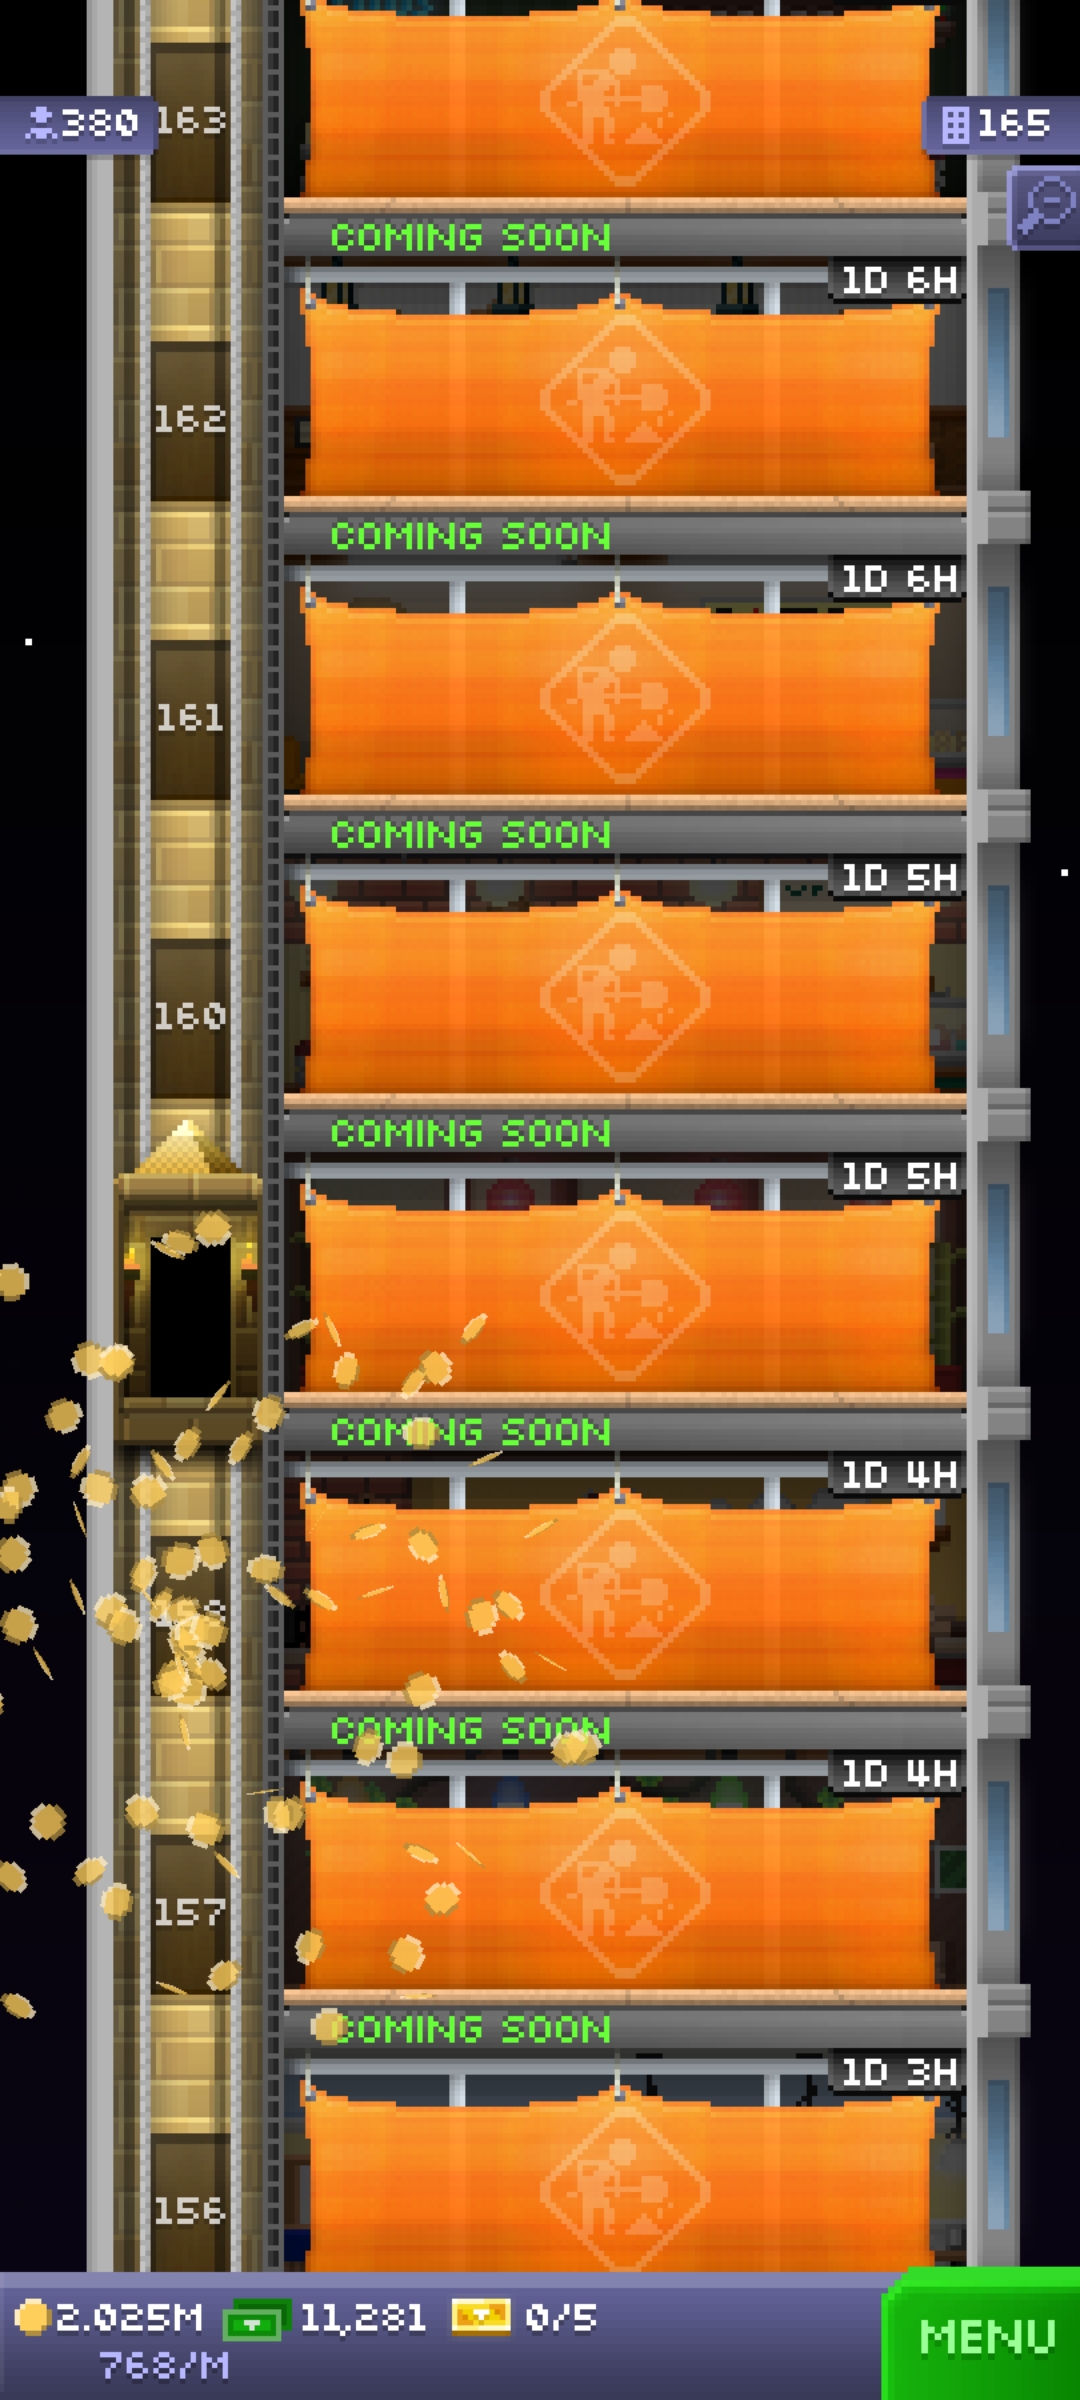 163
380
165
COMING SOON
1D 6H
162
COMING SOON
1D 6H
161
COMING SOON
1D 5H
160
COMING SOON
1D 5H
COMING SOON
1D 4H
COMING SOON
1D 4H
157
COMING SOON
1D 3H
156
2.025M
11,281
0/5
MENU
768/M